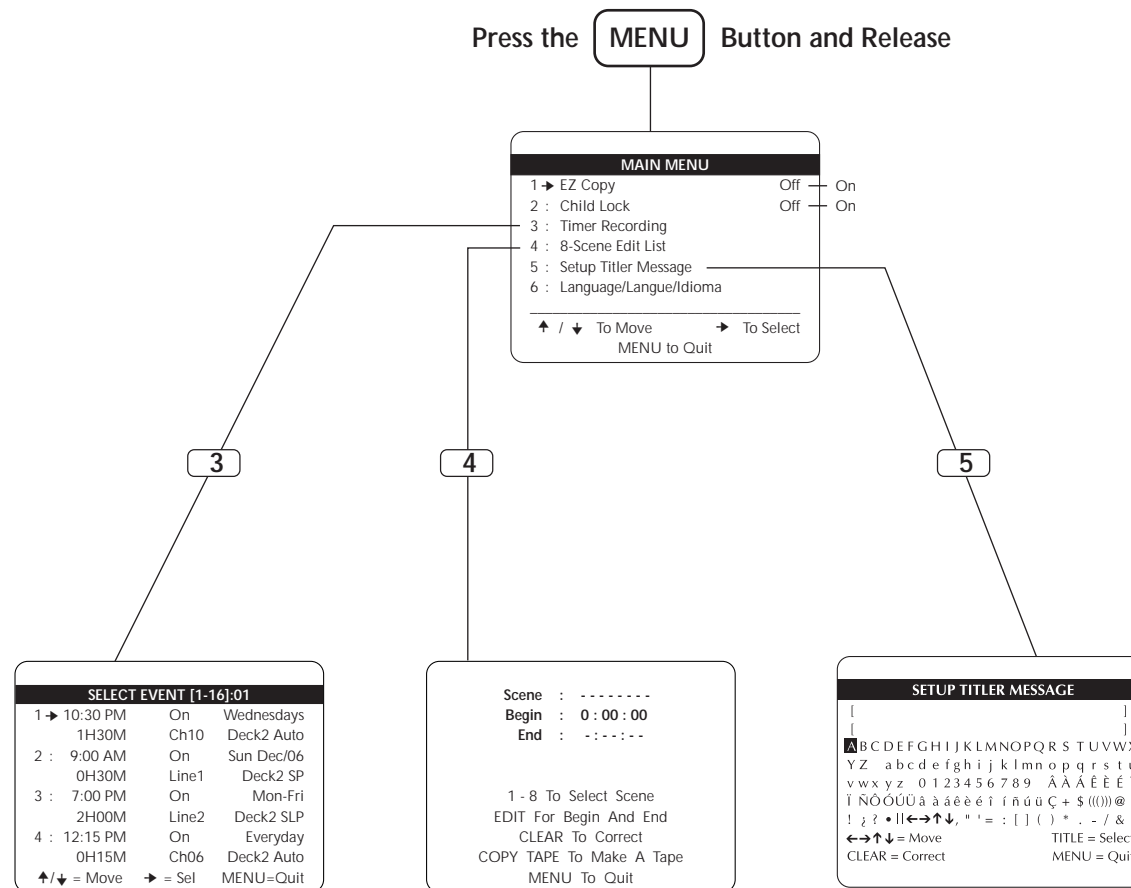 Press the MENU Button and Release
MAIN MENU
1 → EZ Copy Off — On
2 : Child Lock Off — On
3 : Timer Recording
4 : 8-Scene Edit List
5 : Setup Titler Message
6 : Language/Langue/Idioma
↑ / ↓ To Move → To Select
MENU to Quit
3
4
5
SELECT EVENT [1-16]:01
1 → 10:30 PM On Wednesdays
1H30M Ch10 Deck2 Auto
2 : 9:00 AM On Sun Dec/06
0H30M Line1 Deck2 SP
3 : 7:00 PM On Mon-Fri
2H00M Line2 Deck2 SLP
4 : 12:15 PM On Everyday
0H15M Ch06 Deck2 Auto
↑/↓ = Move → = Sel MENU=Quit
Scene : - - - - - - - -
Begin : 0 : 00 : 00
End : - : - - : - -
1 - 8 To Select Scene
EDIT For Begin And End
CLEAR To Correct
COPY TAPE To Make A Tape
MENU To Quit
SETUP TITLER MESSAGE
[ ]
[ ]
A B C D E F G H I J K L M N O P Q R S T U V W X
Y Z a b c d e f g h i j k l m n o p q r s t u
v w x y z 0 1 2 3 4 5 6 7 8 9 Â À Á Ê È É
Ï Ñ Ô Ó Ú Ü â à á ê è é î í ñ ú ü Ç + $ ((())) @
! ¿ ? • || ← → ↑ ↓ , " ' = : [ ] ( ) * . - / &
← → ↑ ↓ = Move TITLE = Select
CLEAR = Correct MENU = Quit